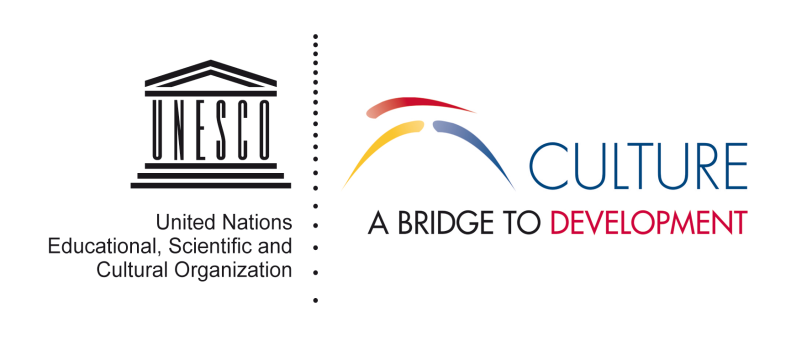 UNESCO
United Nations
Educational, Scientific and
Cultural Organization
CULTURE
A BRIDGE TO DEVELOPMENT